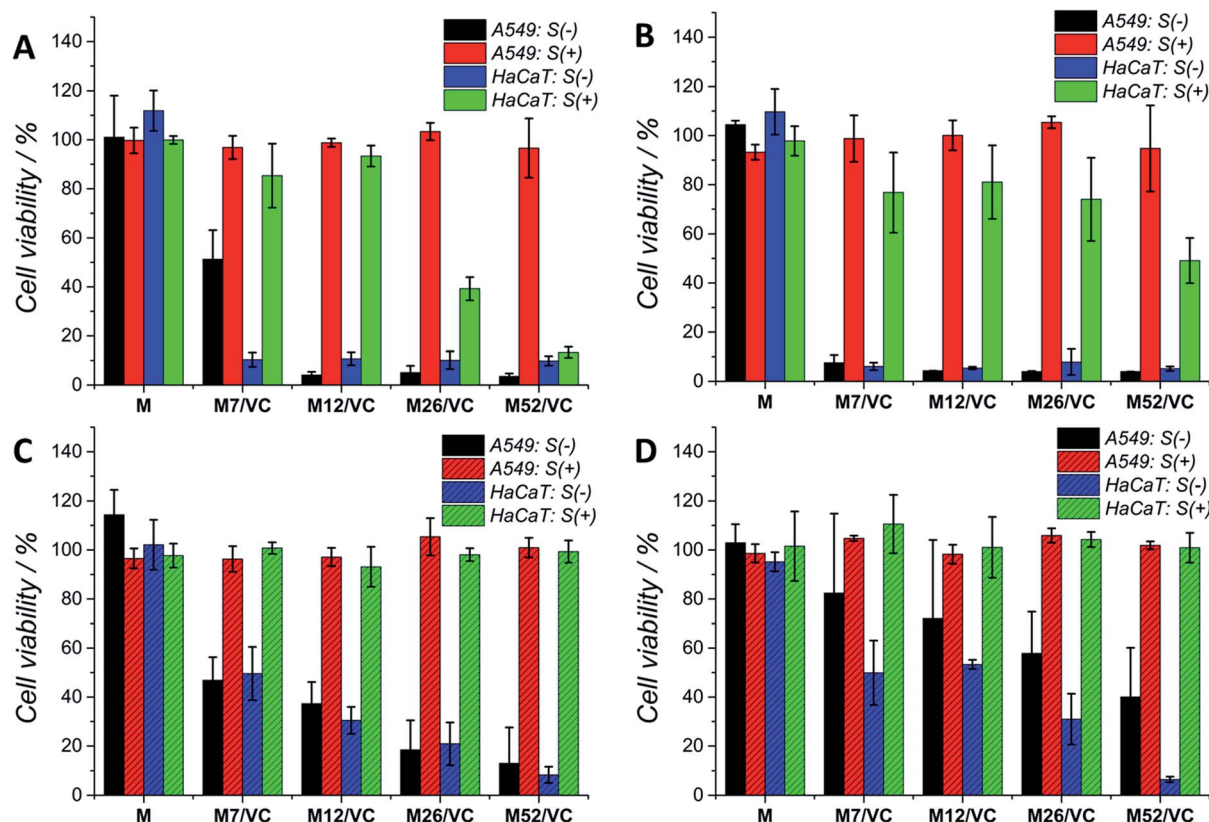 A
A549: S(-)
A549: S(+)
HaCaT: S(-)
HaCaT: S(+)
Cell viability / %
140
120
100
80
60
40
20
0
M M7/VC M12/VC M26/VC M52/VC
B
A549: S(-)
A549: S(+)
HaCaT: S(-)
HaCaT: S(+)
Cell viability / %
140
120
100
80
60
40
20
0
M M7/VC M12/VC M26/VC M52/VC
C
A549: S(-)
A549: S(+)
HaCaT: S(-)
HaCaT: S(+)
Cell viability / %
140
120
100
80
60
40
20
0
M M7/VC M12/VC M26/VC M52/VC
D
A549: S(-)
A549: S(+)
HaCaT: S(-)
HaCaT: S(+)
Cell viability / %
140
120
100
80
60
40
20
0
M M7/VC M12/VC M26/VC M52/VC